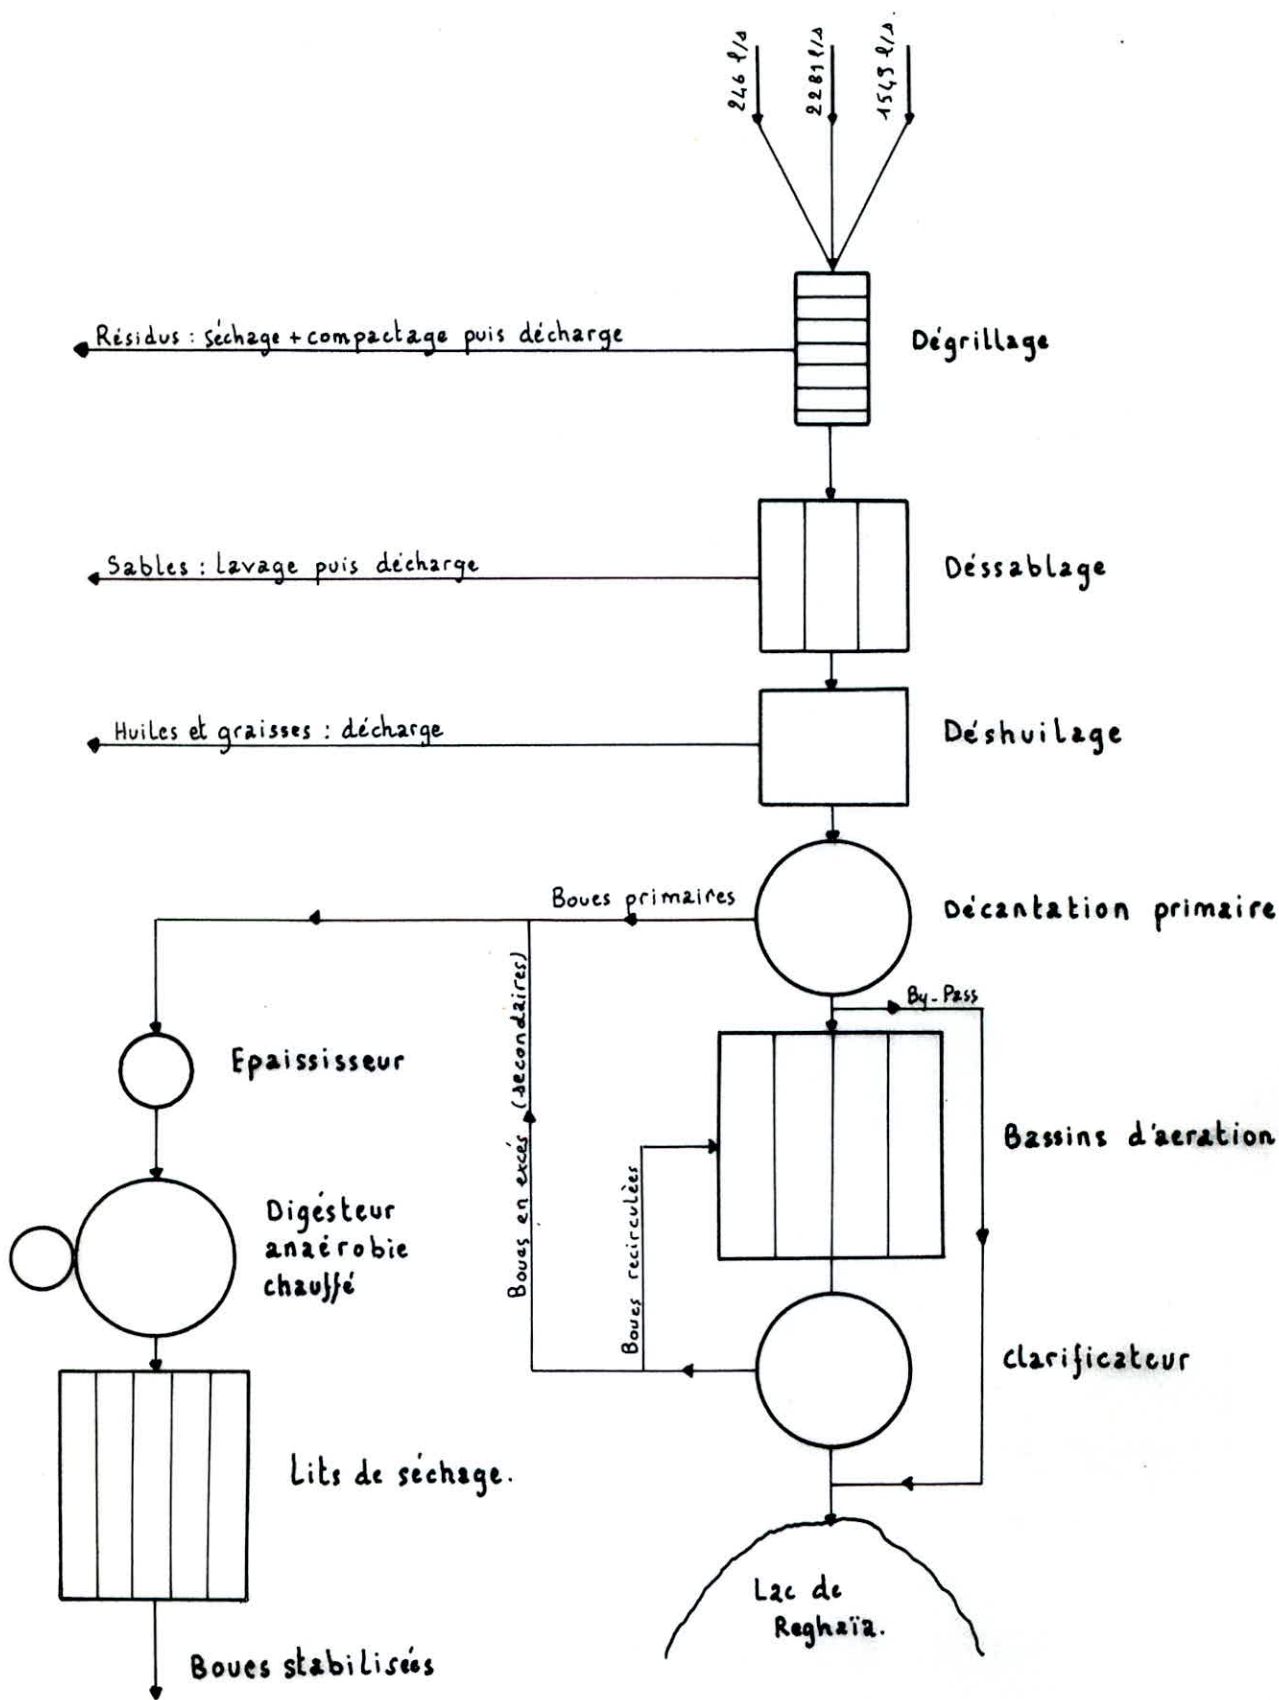 246 l/s
2281 l/s
1549 l/s
Résidus : séchage + compactage puis décharge
Dégrillage
Sables : lavage puis décharge
Déssablage
Huiles et graisses : décharge
Déshuilage
Boues primaires
Décantation primaire
By-Pass
Epaississeur
Boues en excés (secondaires)
Boues recirculées
Bassins d'aeration
Digésteur
anaérobie
chauffé
Clarificateur
Lits de séchage.
Lac de
Reghaïa.
Boues stabilisées